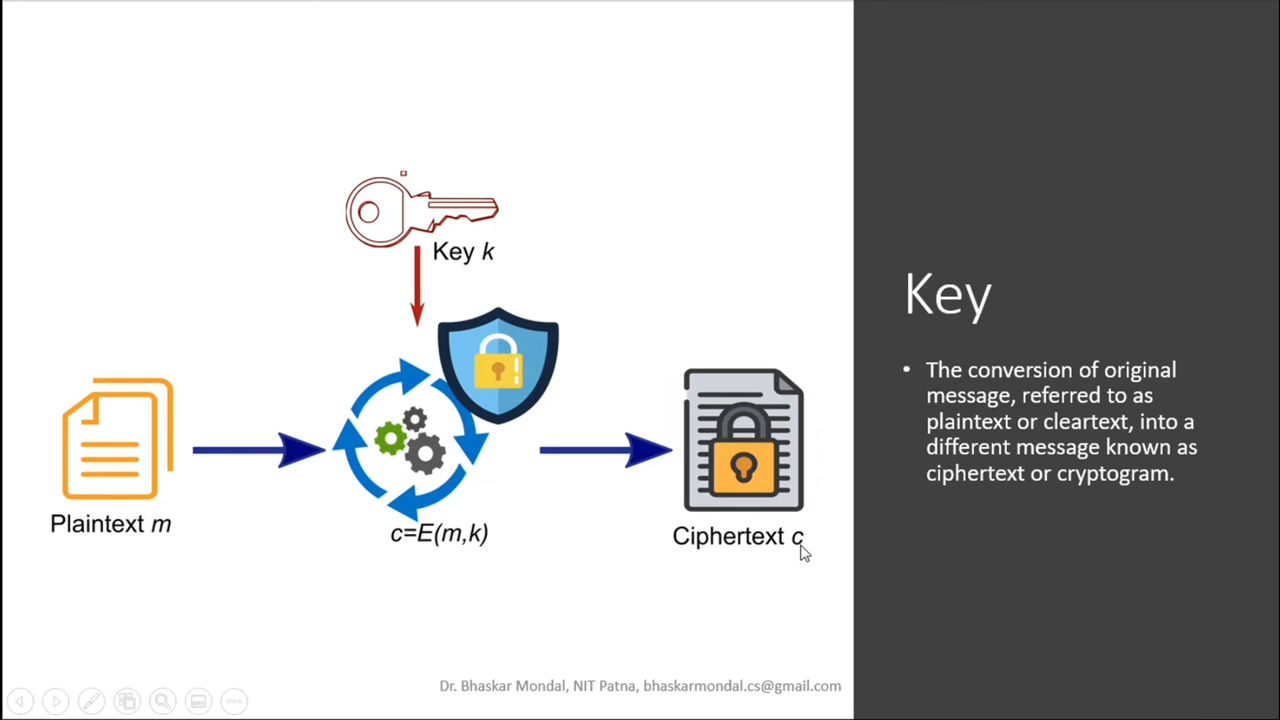 Key k
Plaintext m
c=E(m,k)
Ciphertext c
Key
• The conversion of original
message, referred to as
plaintext or cleartext, into a
different message known as
ciphertext or cryptogram.
Dr. Bhaskar Mondal, NIT Patna, bhaskarmondal.cs@gmail.com